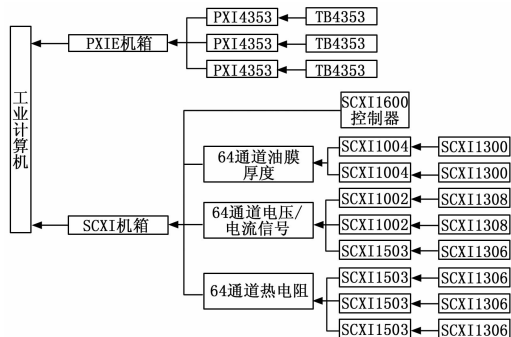 PXI4353
TB4353
PXIE机箱
PXI4353
TB4353
PXI4353
TB4353
工业计算机
SCXI1600
控制器
64通道油膜
厚度
SCXI1004
SCXI1300
SCXI1004
SCXI1300
SCXI机箱
64通道电压/
电流信号
SCXI1002
SCXI1308
SCXI1002
SCXI1308
SCXI1503
SCXI1306
64通道热电阻
SCXI1503
SCXI1306
SCXI1503
SCXI1306
SCXI1503
SCXI1306